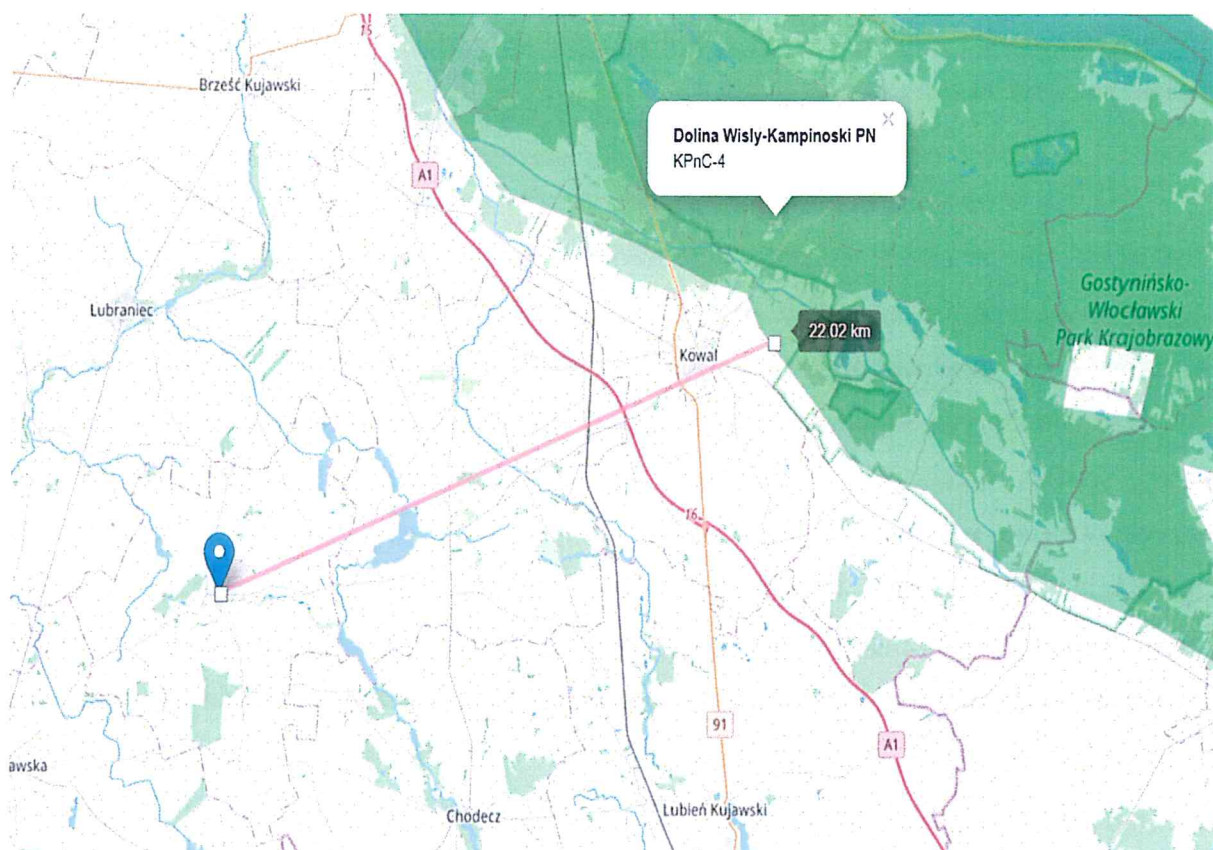 15
Brześć Kujawski
Dolina Wisly-Kampinoski PN
KPnC-4
A1
Gostynińsko-
Włocławski
Park Krajobrazowy
Lubraniec
22.02 km
Kowal
16
91
A1
awska
Chodecz
Lubień Kujawski